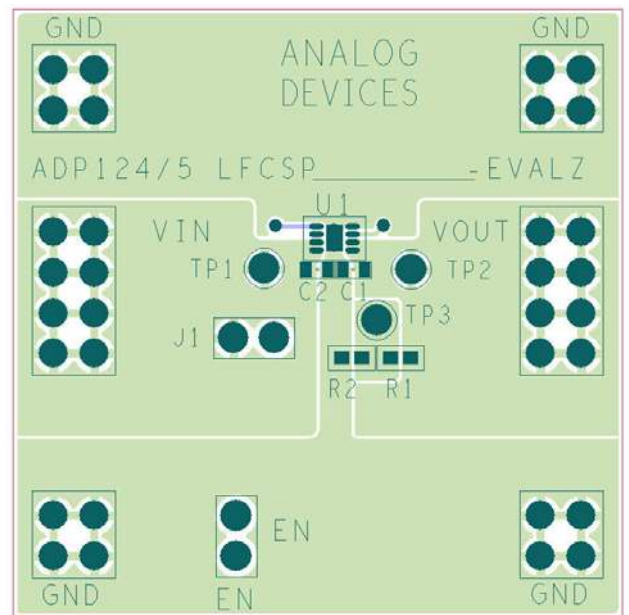 GND GND
ANALOG
DEVICES
ADP124/5 LFCSP_________-EVALZ
U1
VIN VOUT
TP1 TP2
C2 C1
TP3
J1
R2 R1
EN
GND EN GND